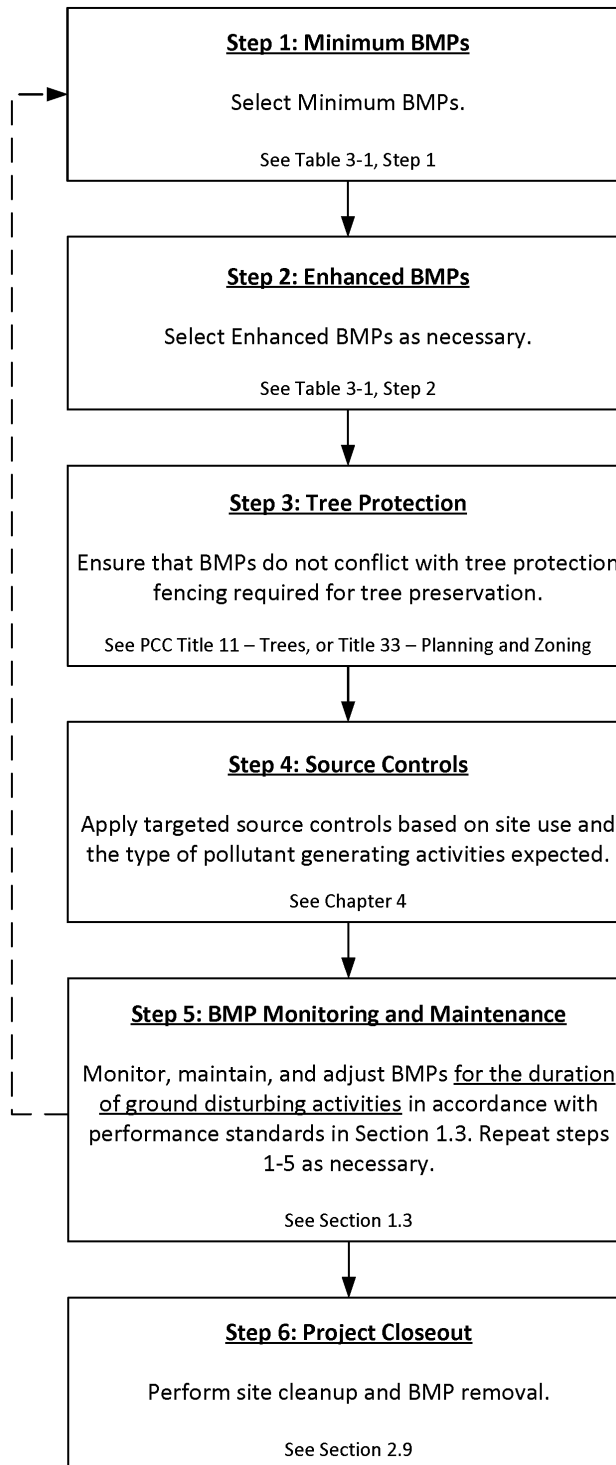 Step 1: Minimum BMPs
Select Minimum BMPs.
See Table 3-1, Step 1
Step 2: Enhanced BMPs
Select Enhanced BMPs as necessary.
See Table 3-1, Step 2
Step 3: Tree Protection
Ensure that BMPs do not conflict with tree protection
fencing required for tree preservation.
See PCC Title 11 – Trees, or Title 33 – Planning and Zoning
Step 4: Source Controls
Apply targeted source controls based on site use and
the type of pollutant generating activities expected.
See Chapter 4
Step 5: BMP Monitoring and Maintenance
Monitor, maintain, and adjust BMPs for the duration
of ground disturbing activities in accordance with
performance standards in Section 1.3. Repeat steps
1-5 as necessary.
See Section 1.3
Step 6: Project Closeout
Perform site cleanup and BMP removal.
See Section 2.9